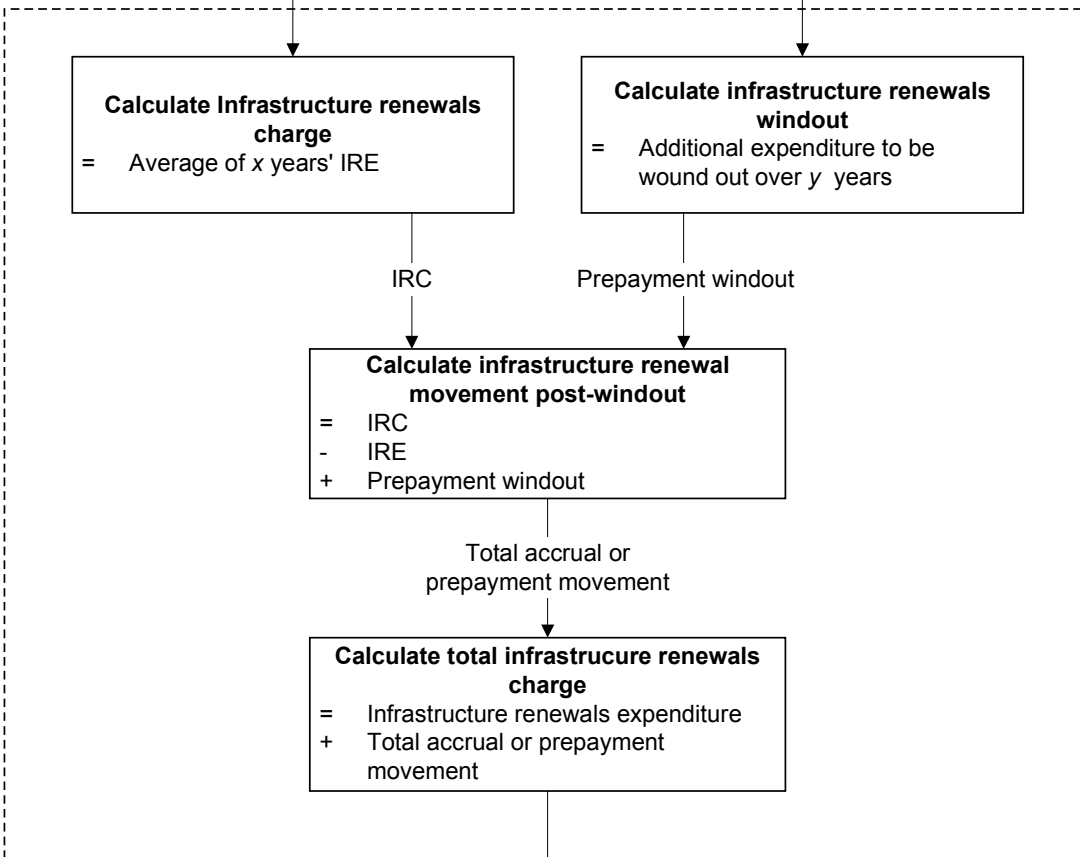 Calculate Infrastructure renewals
charge
= Average of x years' IRE
Calculate infrastructure renewals
windout
= Additional expenditure to be
wound out over y years
IRC
Prepayment windout
Calculate infrastructure renewal
movement post-windout
= IRC
- IRE
+ Prepayment windout
Total accrual or
prepayment movement
Calculate total infrastrucure renewals
charge
= Infrastructure renewals expenditure
+ Total accrual or prepayment
movement